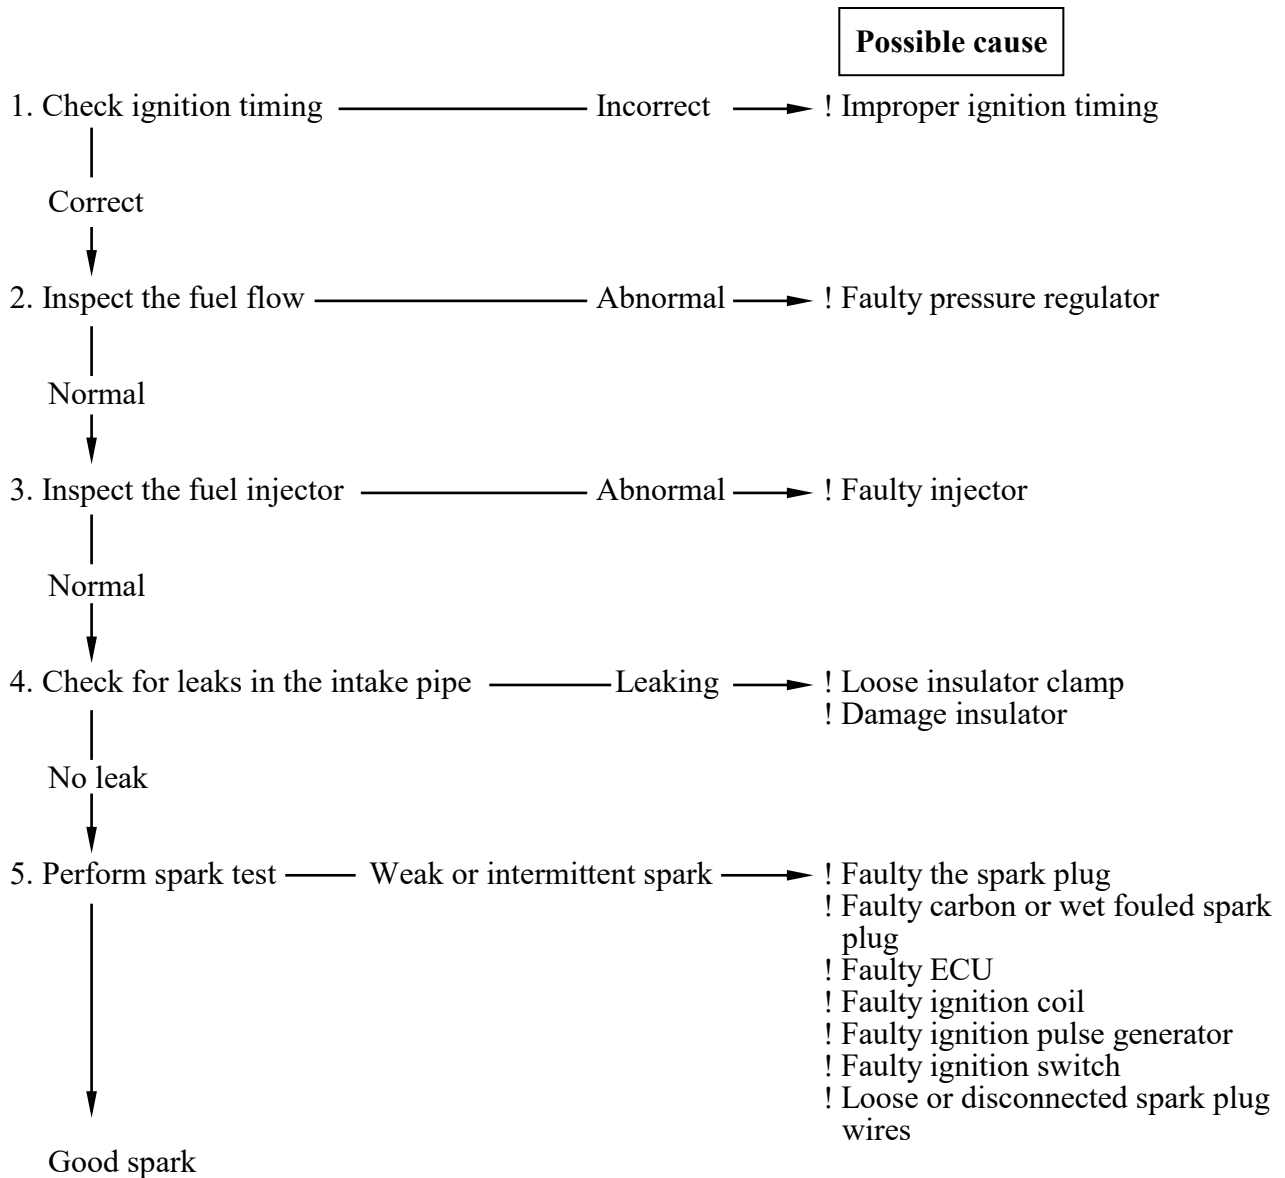 Possible cause
1. Check ignition timing Incorrect ! Improper ignition timing
Correct
2. Inspect the fuel flow Abnormal ! Faulty pressure regulator
Normal
3. Inspect the fuel injector Abnormal ! Faulty injector
Normal
4. Check for leaks in the intake pipe Leaking ! Loose insulator clamp
! Damage insulator
No leak
5. Perform spark test Weak or intermittent spark ! Faulty the spark plug
! Faulty carbon or wet fouled spark
plug
! Faulty ECU
! Faulty ignition coil
! Faulty ignition pulse generator
! Faulty ignition switch
! Loose or disconnected spark plug
wires
Good spark